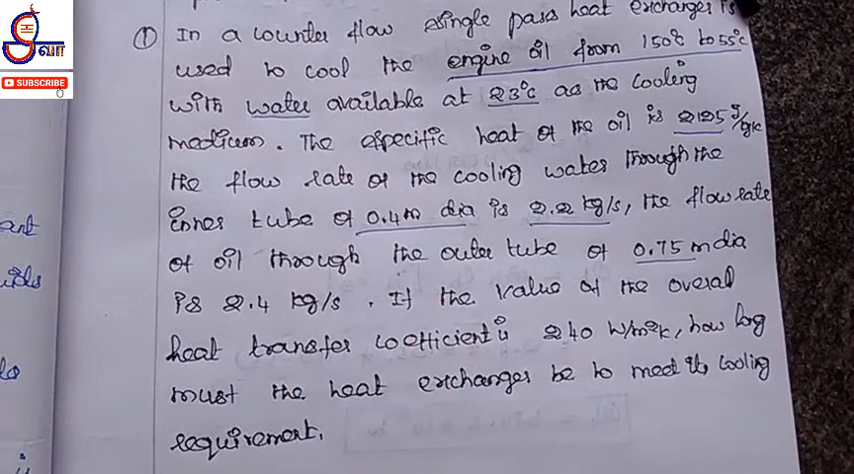 வா
SUBSCRIBE
① In a counter flow single pass heat exchanger is
used to cool the engine oil from 150°C to 55°C
with water available at 23°C as the cooling
medium. The specific heat of the oil is 2125 J/kgK
the flow rate of the cooling water through the
inner tube of 0.4m dia is 2.2 kg/s, the flow rate
of oil through the outer tube of 0.75 m dia
is 2.4 kg/s. If the value of the overall
heat transfer coefficient is 240 W/m²K, how long
must the heat exchanger be to meet its cooling
requirement.